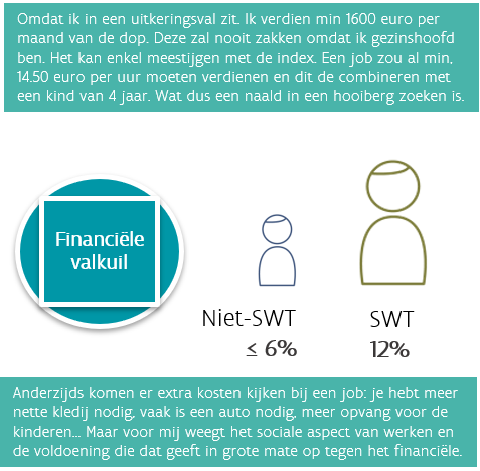 Omdat ik in een uitkeringsval zit. Ik verdien min 1600 euro per
maand van de dop. Deze zal nooit zakken omdat ik gezinshoofd
ben. Het kan enkel meestijgen met de index. Een job zou al min,
14.50 euro per uur moeten verdienen en dit de combineren met
een kind van 4 jaar. Wat dus een naald in een hooiberg zoeken is.
Financiële
valkuil
Niet-SWT
≤ 6%
SWT
12%
Anderzijds komen er extra kosten kijken bij een job: je hebt meer
nette kledij nodig, vaak is een auto nodig, meer opvang voor de
kinderen... Maar voor mij weegt het sociale aspect van werken en
de voldoening die dat geeft in grote mate op tegen het financiële.